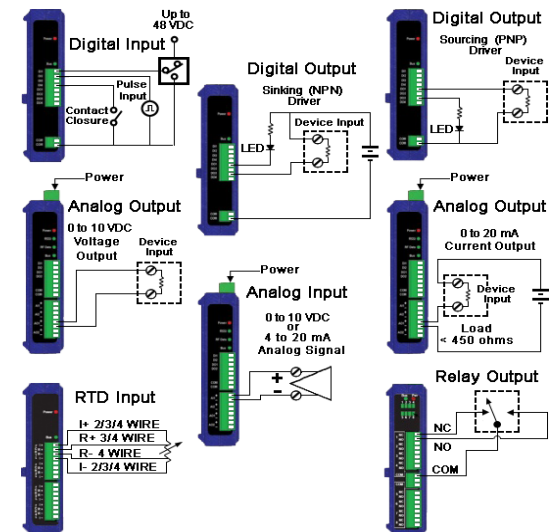 Digital Input
Up to
48 VDC
Pulse
Input
Contact
Closure
Digital Output
Sinking (NPN)
Driver
Device Input
LED
Digital Output
Sourcing (PNP)
Driver
Device
Input
LED
Power
Analog Output
0 to 10 VDC
Voltage
Output
Device
Input
Power
Analog Input
0 to 10 VDC
or
4 to 20 mA
Analog Signal
+
-
Power
Analog Output
0 to 20 mA
Current Output
Device
Input
Load
< 450 ohms
RTD Input
I+ 2/3/4 WIRE
R+ 3/4 WIRE
R- 4 WIRE
I- 2/3/4 WIRE
Relay Output
NC
NO
COM